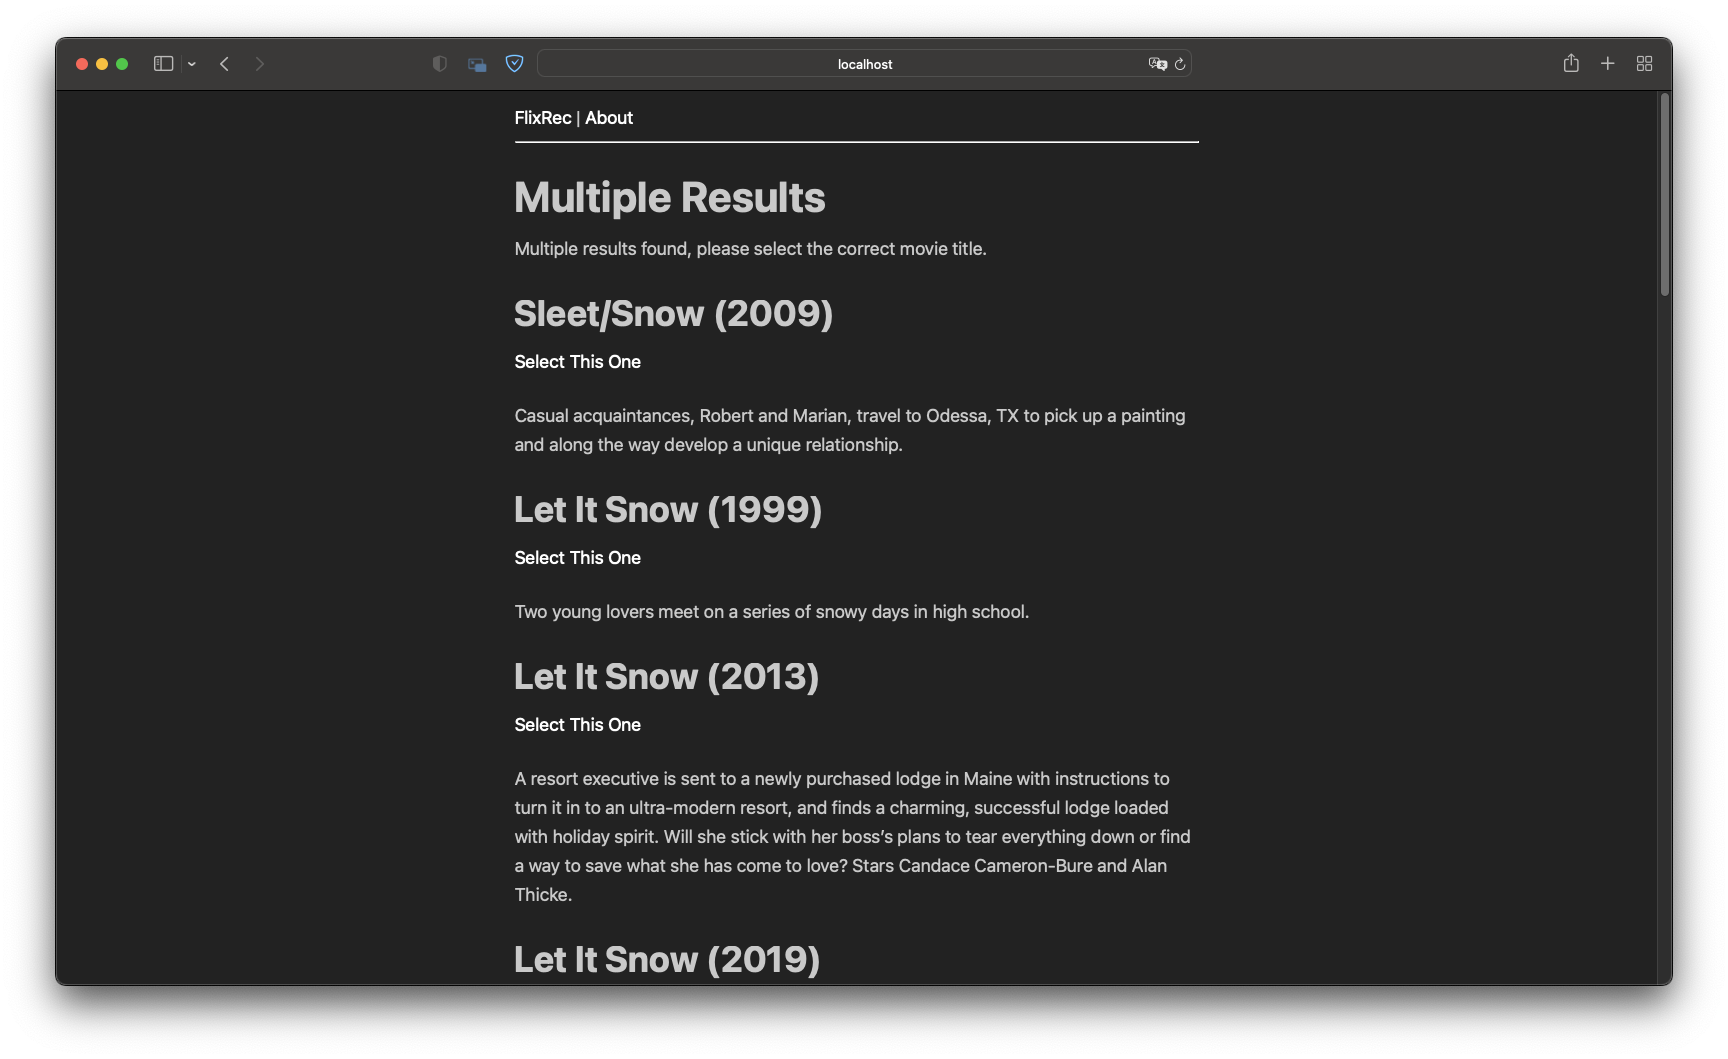 localhost
FlixRec | About
Multiple Results
Multiple results found, please select the correct movie title.
Sleet/Snow (2009)
Select This One
Casual acquaintances, Robert and Marian, travel to Odessa, TX to pick up a painting
and along the way develop a unique relationship.
Let It Snow (1999)
Select This One
Two young lovers meet on a series of snowy days in high school.
Let It Snow (2013)
Select This One
A resort executive is sent to a newly purchased lodge in Maine with instructions to
turn it in to an ultra-modern resort, and finds a charming, successful lodge loaded
with holiday spirit. Will she stick with her boss’s plans to tear everything down or find
a way to save what she has come to love? Stars Candace Cameron-Bure and Alan
Thicke.
Let It Snow (2019)